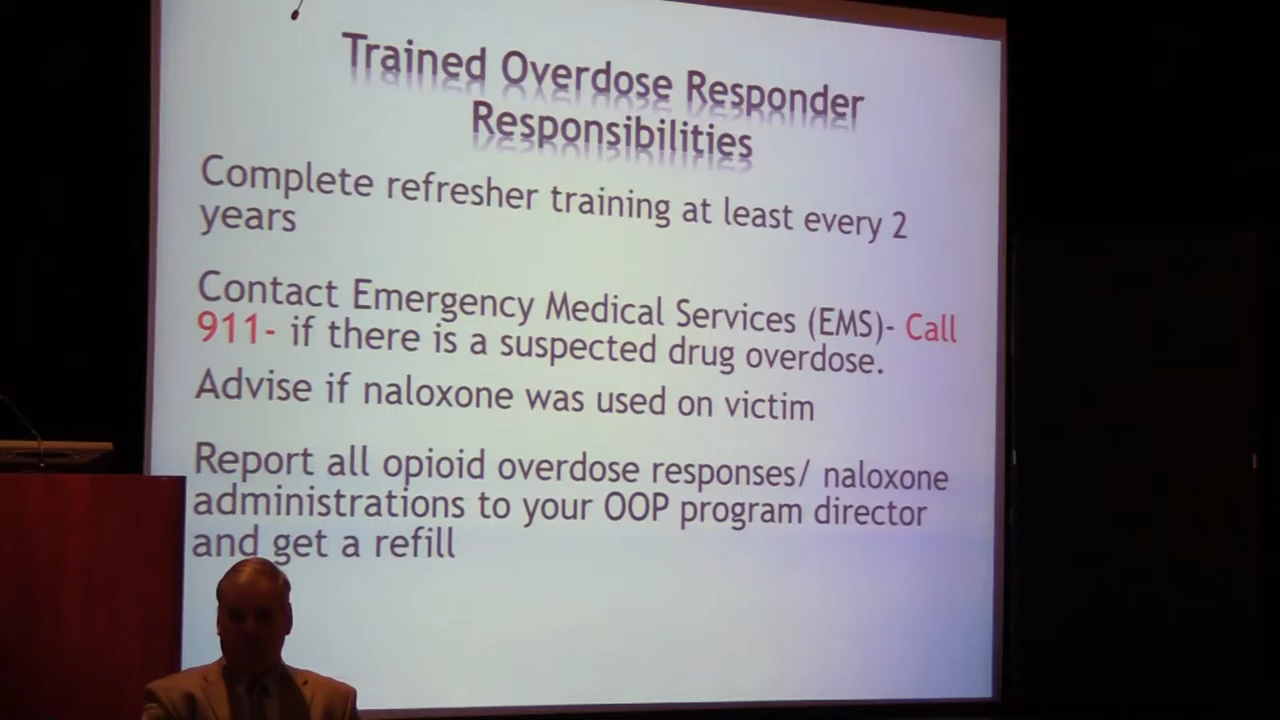 Trained Overdose Responder
Responsibilities
Complete refresher training at least every 2
years
Contact Emergency Medical Services (EMS)- Call
911- if there is a suspected drug overdose.
Advise if naloxone was used on victim
Report all opioid overdose responses/ naloxone
administrations to your OOP program director
and get a refill